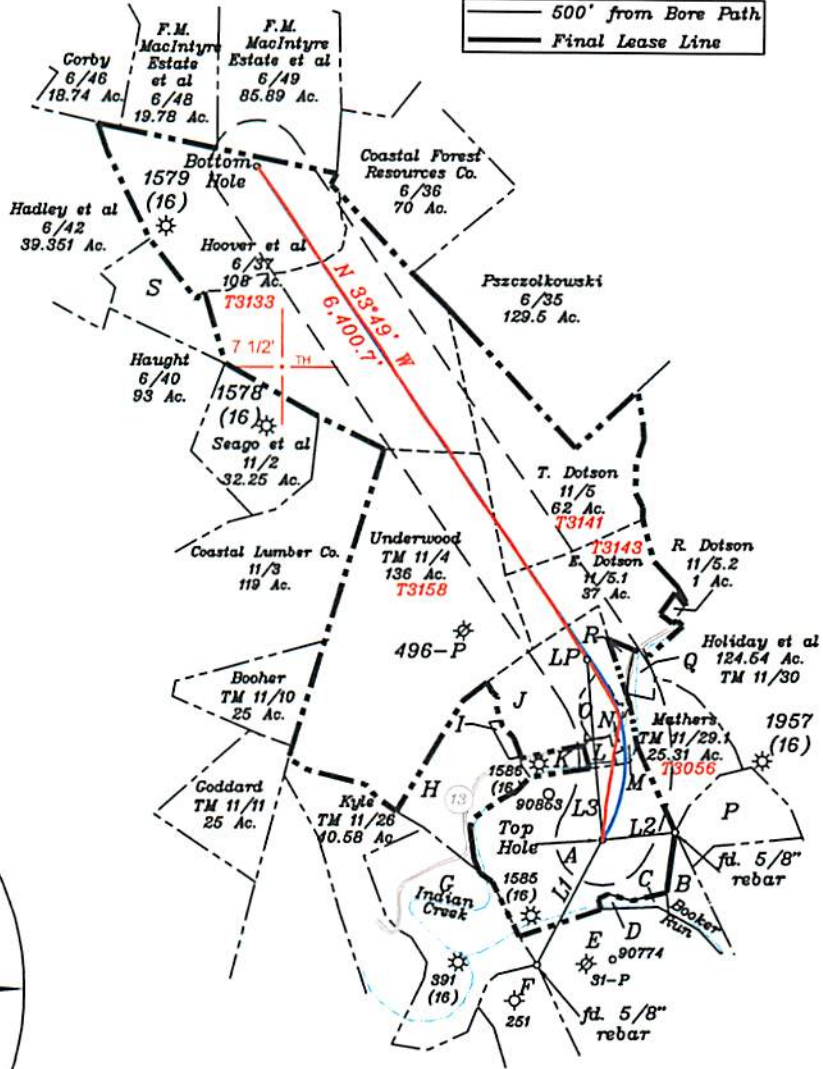 500' from Bore Path
Final Lease Line
F.M.
MacIntyre
Estate
et al
6/48
19.78 Ac.
F.M.
MacIntyre
Estate et al
6/49
85.89 Ac.
Corby
6/46
18.74 Ac.
Bottom
Hole
Coastal Forest
Resources Co.
6/36
70 Ac.
1579
(16)
Hadley et al
6/42
39.351 Ac.
Hoover et al
6/37
108 Ac.
T3133
S
N 33°49' W
6,400.7'
Pszczolkowski
6/35
129.5 Ac.
7 1/2'
TH
Haught
6/40
93 Ac.
1578
(16)
Seago et al
11/2
32.25 Ac.
T. Dotson
11/5
62 Ac.
T3141
Coastal Lumber Co.
11/3
119 Ac.
Underwood
TM 11/4
136 Ac.
T3158
T3143
E. Dotson
11/5.1
37 Ac.
R. Dotson
11/5.2
1 Ac.
496-P
LP
R
Q
Holiday et al
124.54 Ac.
TM 11/30
Booher
TM 11/10
25 Ac.
J
I
O
N
Mathers
TM 11/29.1
25.31 Ac.
T3056
1957
(16)
Goddard
TM 11/11
25 Ac.
H
13
K
L
M
1586
(16)
90863
Kyle
TM 11/26
40.58 Ac.
L3
L2
P
Top
Hole
A
fd. 5/8"
rebar
G
Indian
Creek
L1
1585
(16)
C
B
D
Booker
Run
E
90774
31-P
391
(16)
F
251
fd. 5/8"
rebar